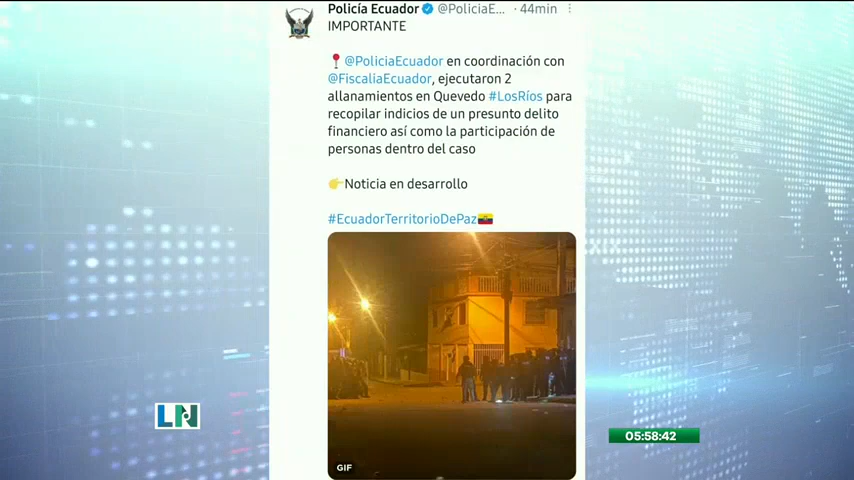 Policía Ecuador @PoliciaE... · 44min
IMPORTANTE
@PoliciaEcuador en coordinación con
@FiscaliaEcuador, ejecutaron 2
allanamientos en Quevedo #LosRíos para
recopilar indicios de un presunto delito
financiero así como la participación de
personas dentro del caso
👉Noticia en desarrollo
#EcuadorTerritorioDePaz🇪🇨
GIF
LN
05:58:42